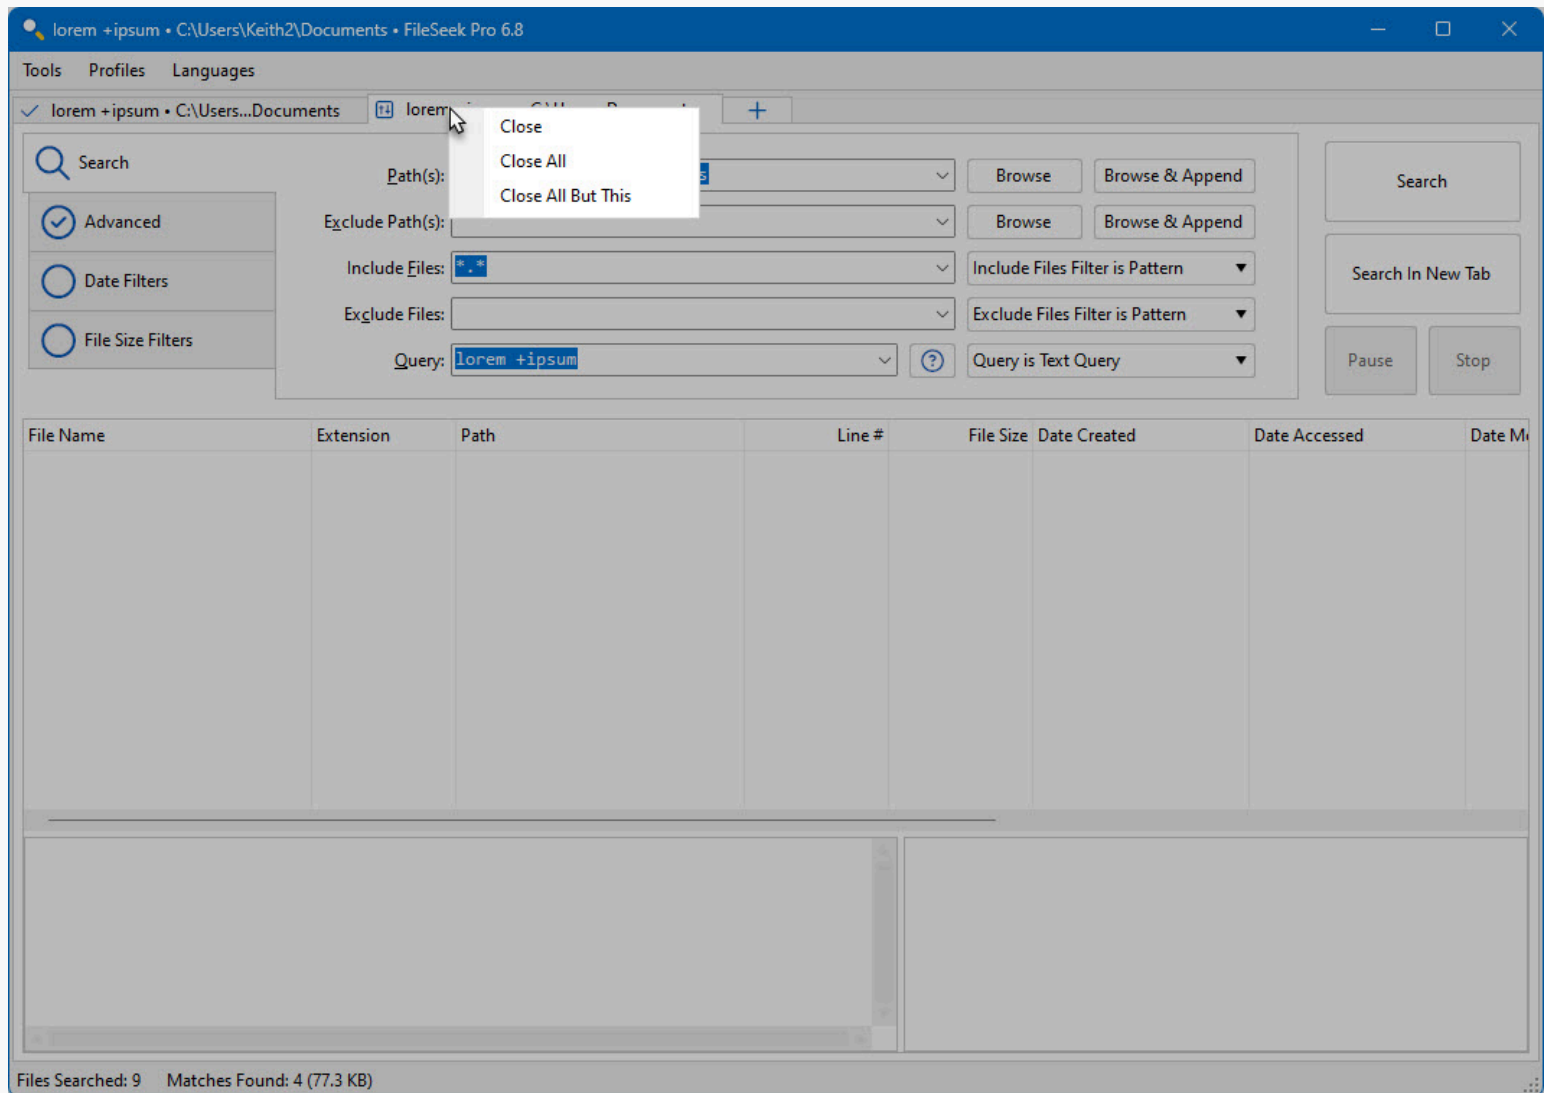 lorem +ipsum • C:\Users\Keith2\Documents • FileSeek Pro 6.8
Tools Profiles Languages
lorem +ipsum • C:\Users...Documents lorem
Close
Close All
Close All But This
Search
Advanced
Date Filters
File Size Filters
Path(s): s Browse Browse & Append
Exclude Path(s): Browse Browse & Append
Include Files: *.* Include Files Filter is Pattern
Exclude Files: Exclude Files Filter is Pattern
Query: lorem +ipsum Query is Text Query
Search
Search In New Tab
Pause Stop
File Name Extension Path Line # File Size Date Created Date Accessed Date
Files Searched: 9 Matches Found: 4 (77.3 KB)